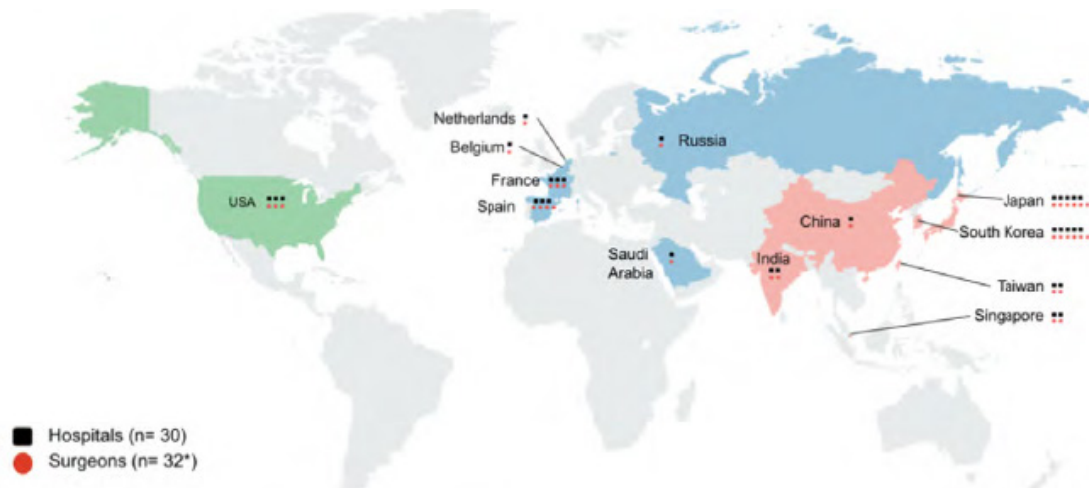 Netherlands
Belgium
France
Spain
USA
Russia
Saudi
Arabia
China
India
Japan
South Korea
Taiwan
Singapore
Hospitals (n= 30)
Surgeons (n= 32*)